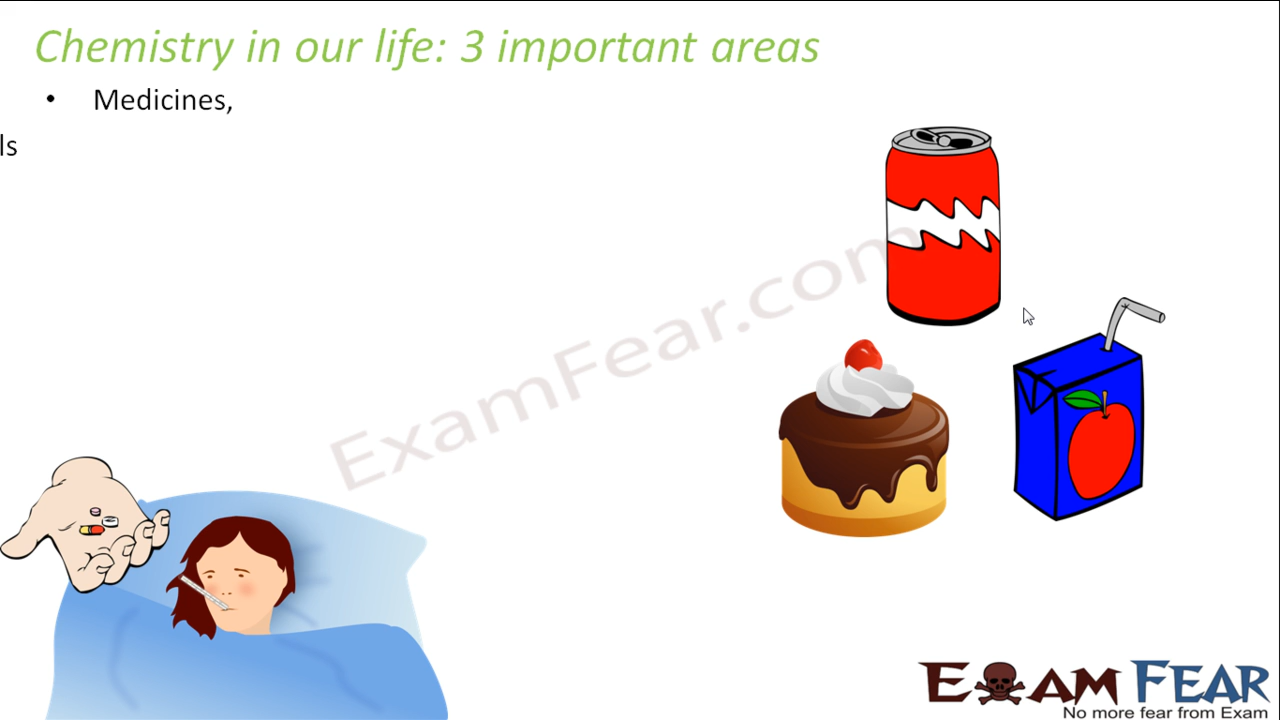 Chemistry in our life: 3 important areas
• Medicines,
ls
ExamFear.com
EXAM FEAR
No more fear from Exam